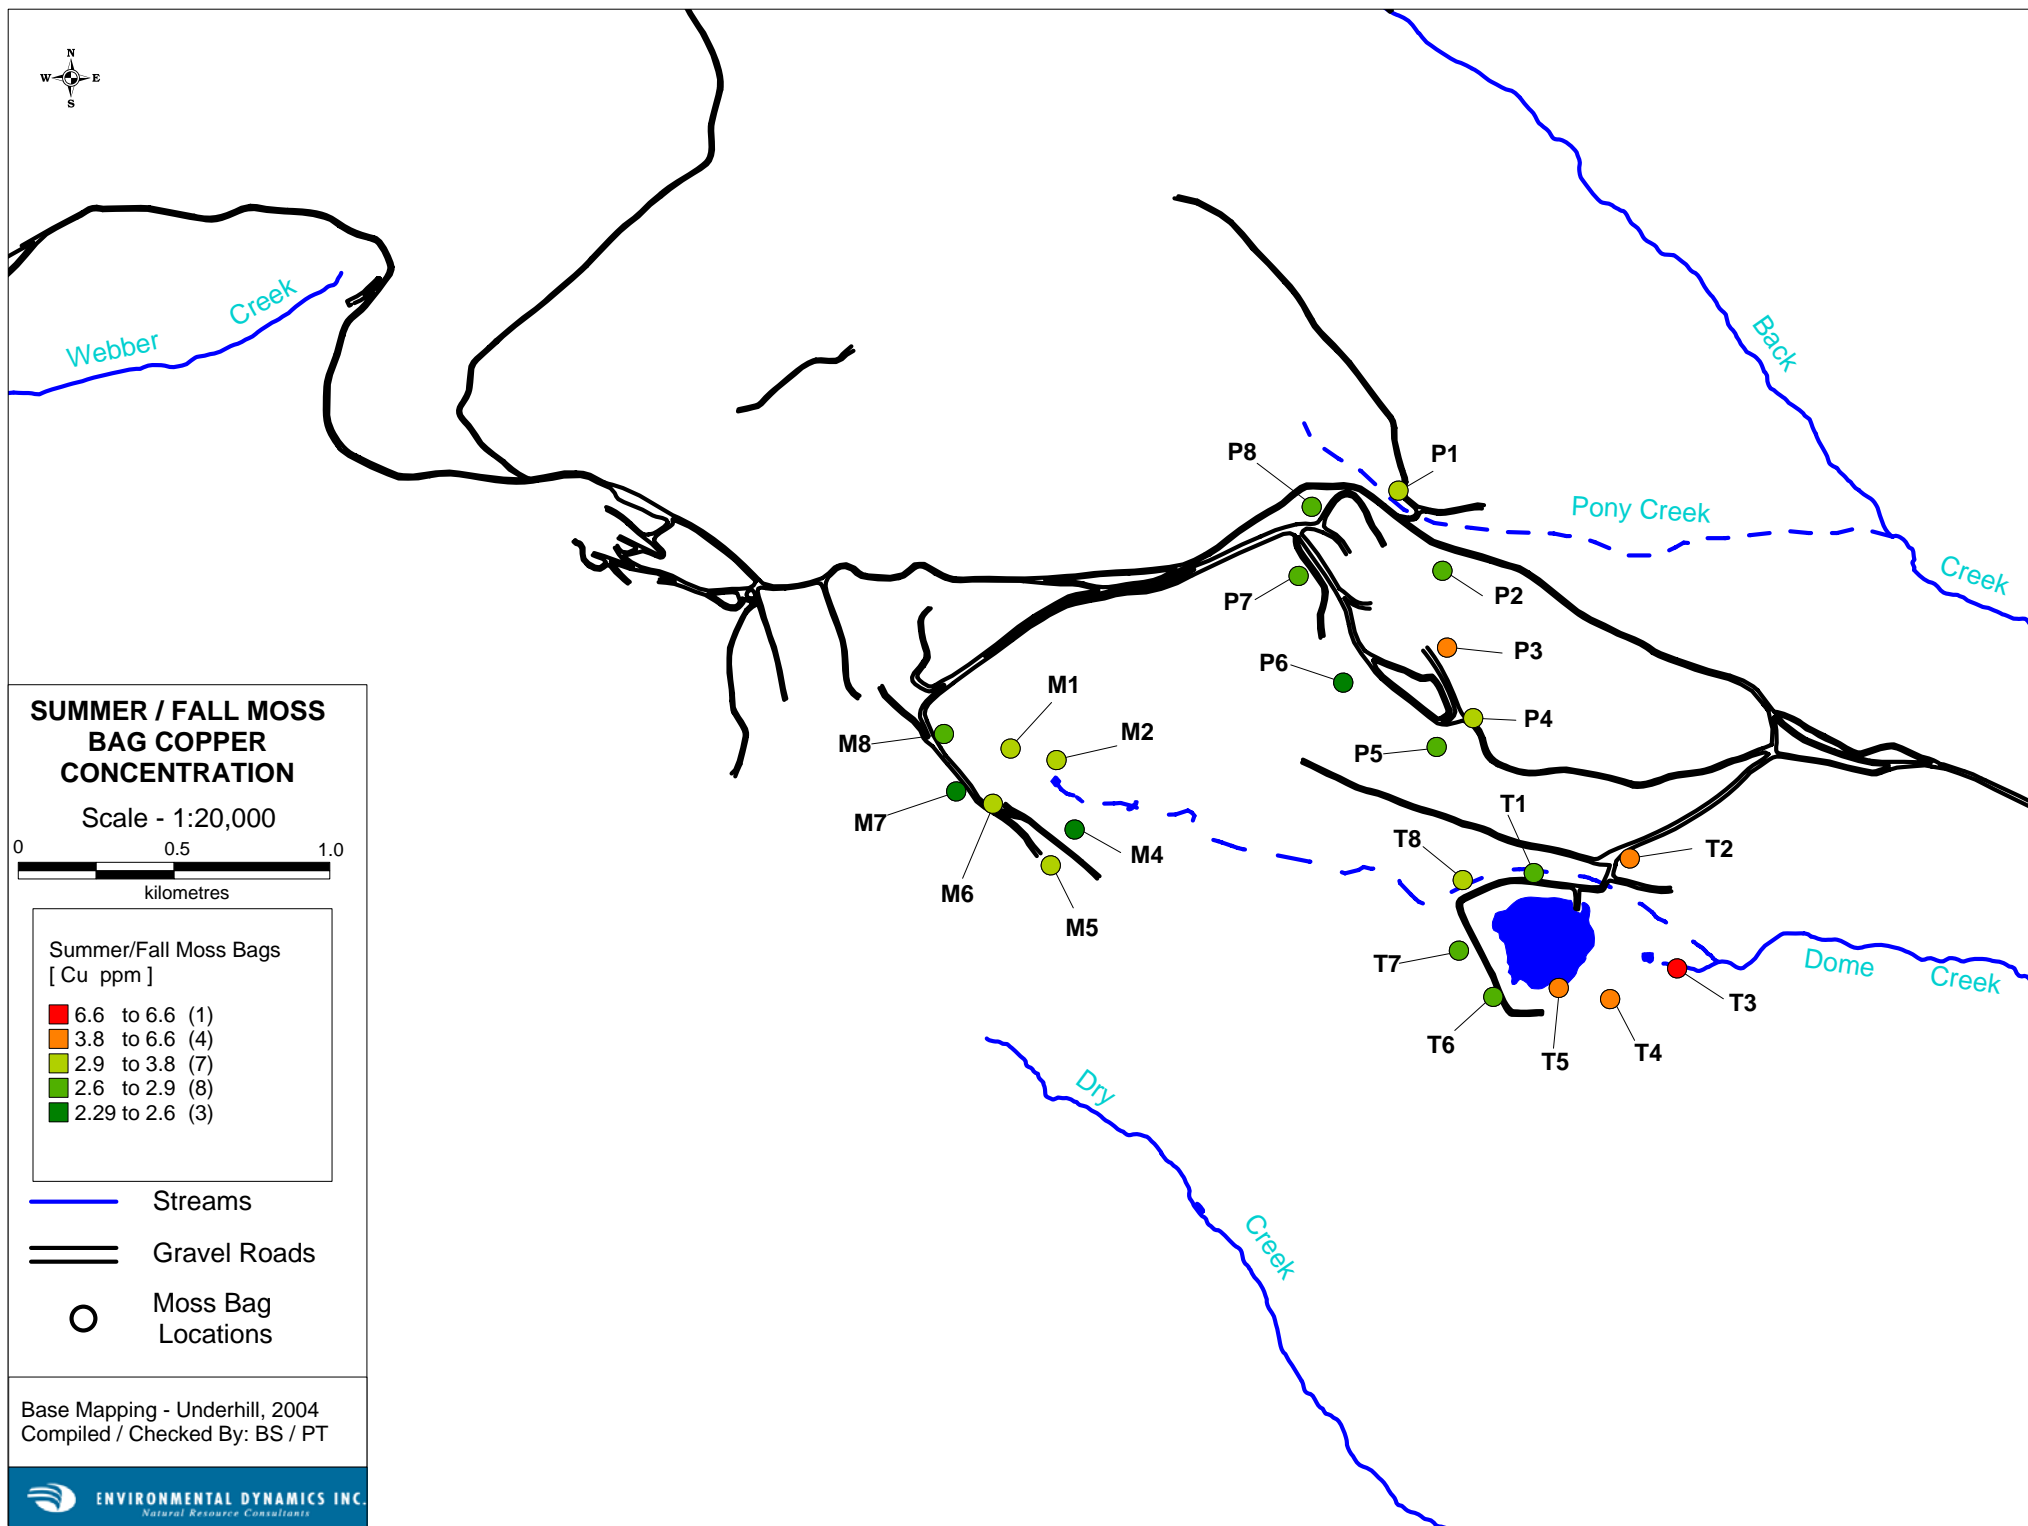 N
W E
S
Webber Creek
Back
Creek
Pony Creek
P8
P1
P7
P2
P6
P3
P4
P5
M1
M2
M8
M7
M4
M6
M5
T1
T2
T8
T7
T6
T5
T4
T3
Dome Creek
Dry
Creek
SUMMER / FALL MOSS
BAG COPPER
CONCENTRATION
Scale - 1:20,000
0 0.5 1.0
kilometres
Summer/Fall Moss Bags
[ Cu ppm ]
6.6 to 6.6 (1)
3.8 to 6.6 (4)
2.9 to 3.8 (7)
2.6 to 2.9 (8)
2.29 to 2.6 (3)
Streams
Gravel Roads
Moss Bag
Locations
Base Mapping - Underhill, 2004
Compiled / Checked By: BS / PT
ENVIRONMENTAL DYNAMICS INC.
Natural Resource Consultants